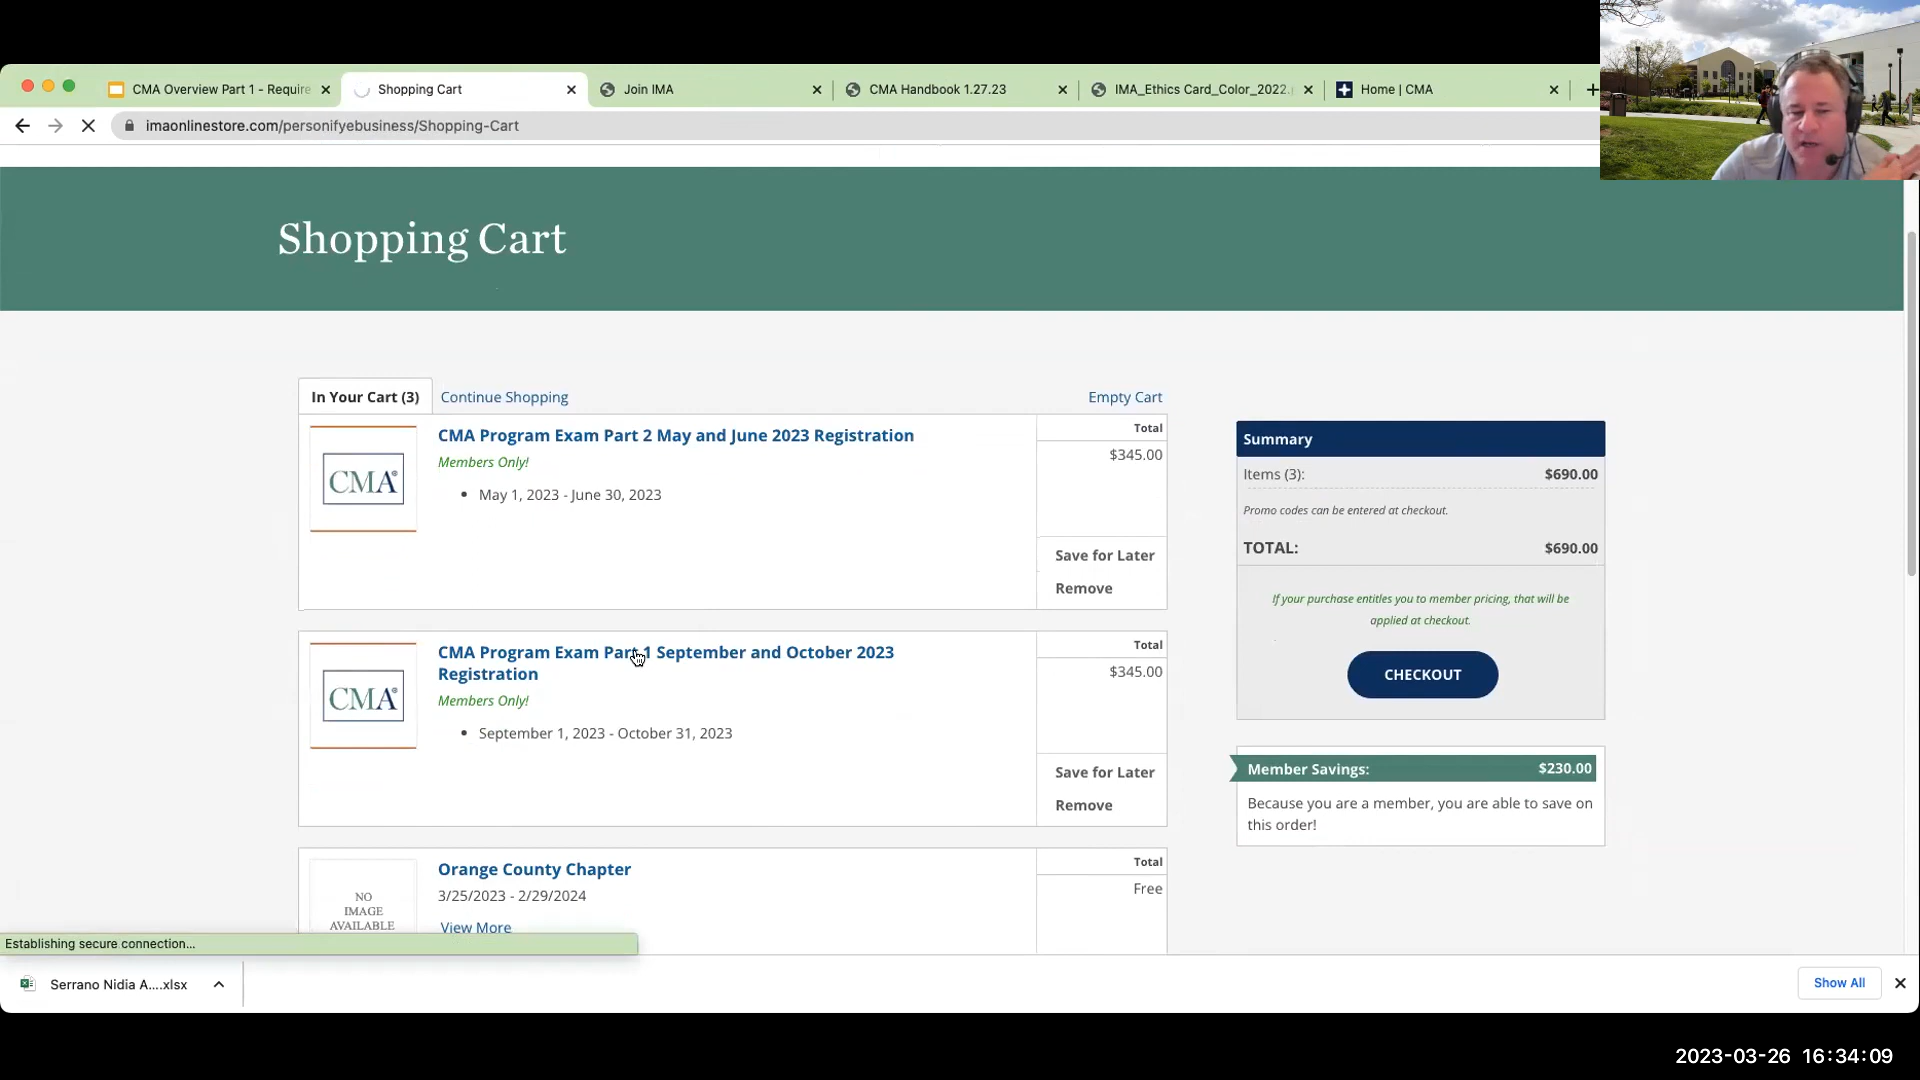 CMA Overview Part 1 - Require
Shopping Cart
Join IMA
CMA Handbook 1.27.23
IMA_Ethics Card_Color_2022.
Home | CMA
imaonlinestore.com/personifyebusiness/Shopping-Cart
Shopping Cart
In Your Cart (3)
Continue Shopping
Empty Cart
CMA Program Exam Part 2 May and June 2023 Registration
Members Only!
• May 1, 2023 - June 30, 2023
CMA®
Total
$345.00
Save for Later
Remove
CMA Program Exam Part 1 September and October 2023
Registration
Members Only!
• September 1, 2023 - October 31, 2023
CMA®
Total
$345.00
Save for Later
Remove
Orange County Chapter
3/25/2023 - 2/29/2024
View More
NO
IMAGE
AVAILABLE
Total
Free
Summary
Items (3): $690.00
Promo codes can be entered at checkout.
TOTAL: $690.00
If your purchase entitles you to member pricing, that will be
applied at checkout.
CHECKOUT
Member Savings: $230.00
Because you are a member, you are able to save on
this order!
Establishing secure connection...
Serrano Nidia A....xlsx
Show All
2023-03-26 16:34:09